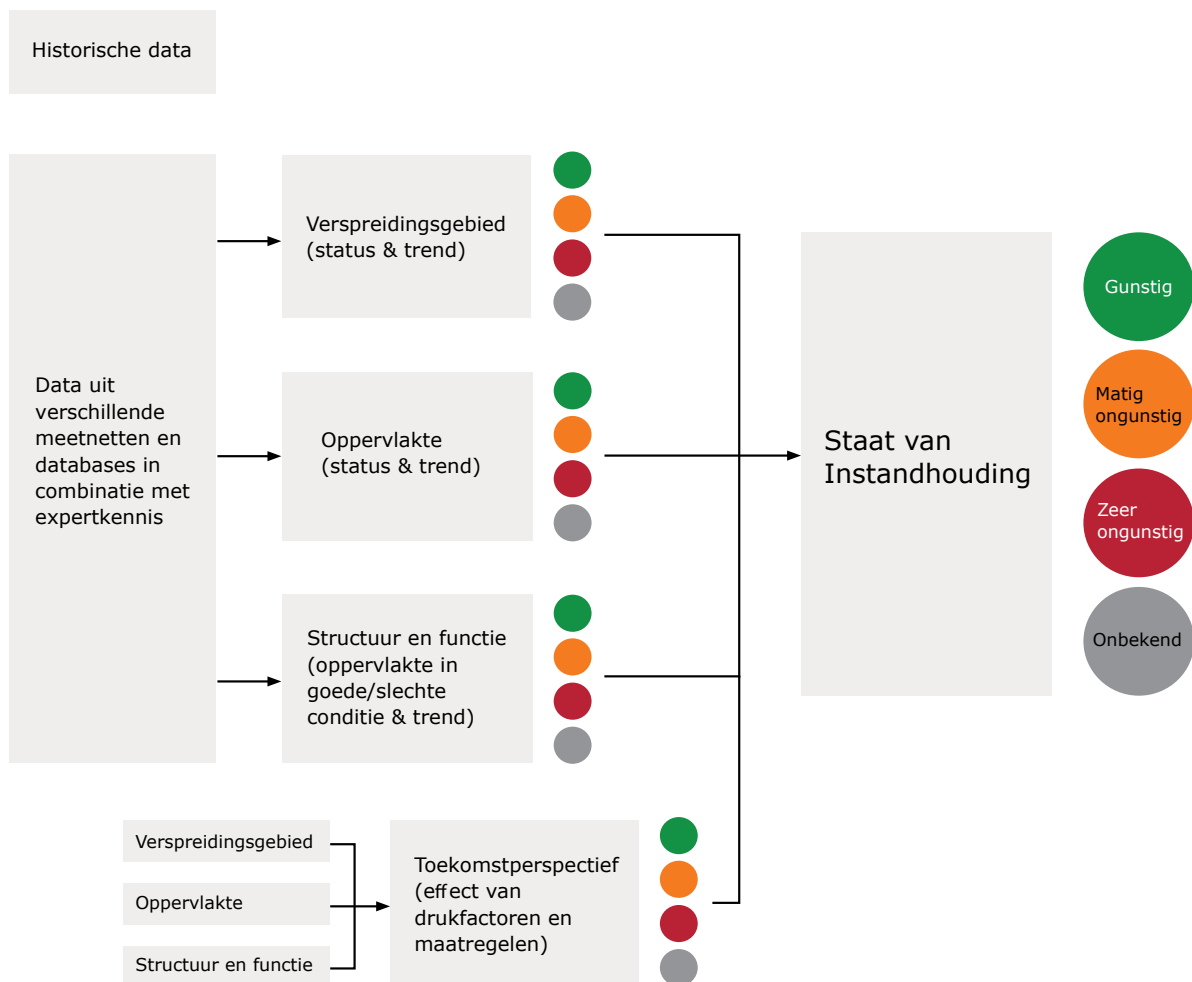 Historische data
Data uit
verschillende
meetnetten en
databases in
combinatie met
expertkennis
Verspreidingsgebied
(status & trend)
Oppervlakte
(status & trend)
Structuur en functie
(oppervlakte in
goede/slechte
conditie & trend)
Verspreidingsgebied
Oppervlakte
Structuur en functie
Toekomstperspectief
(effect van
drukfactoren en
maatregelen)
Staat van
Instandhouding
Gunstig
Matig
ongunstig
Zeer
ongunstig
Onbekend